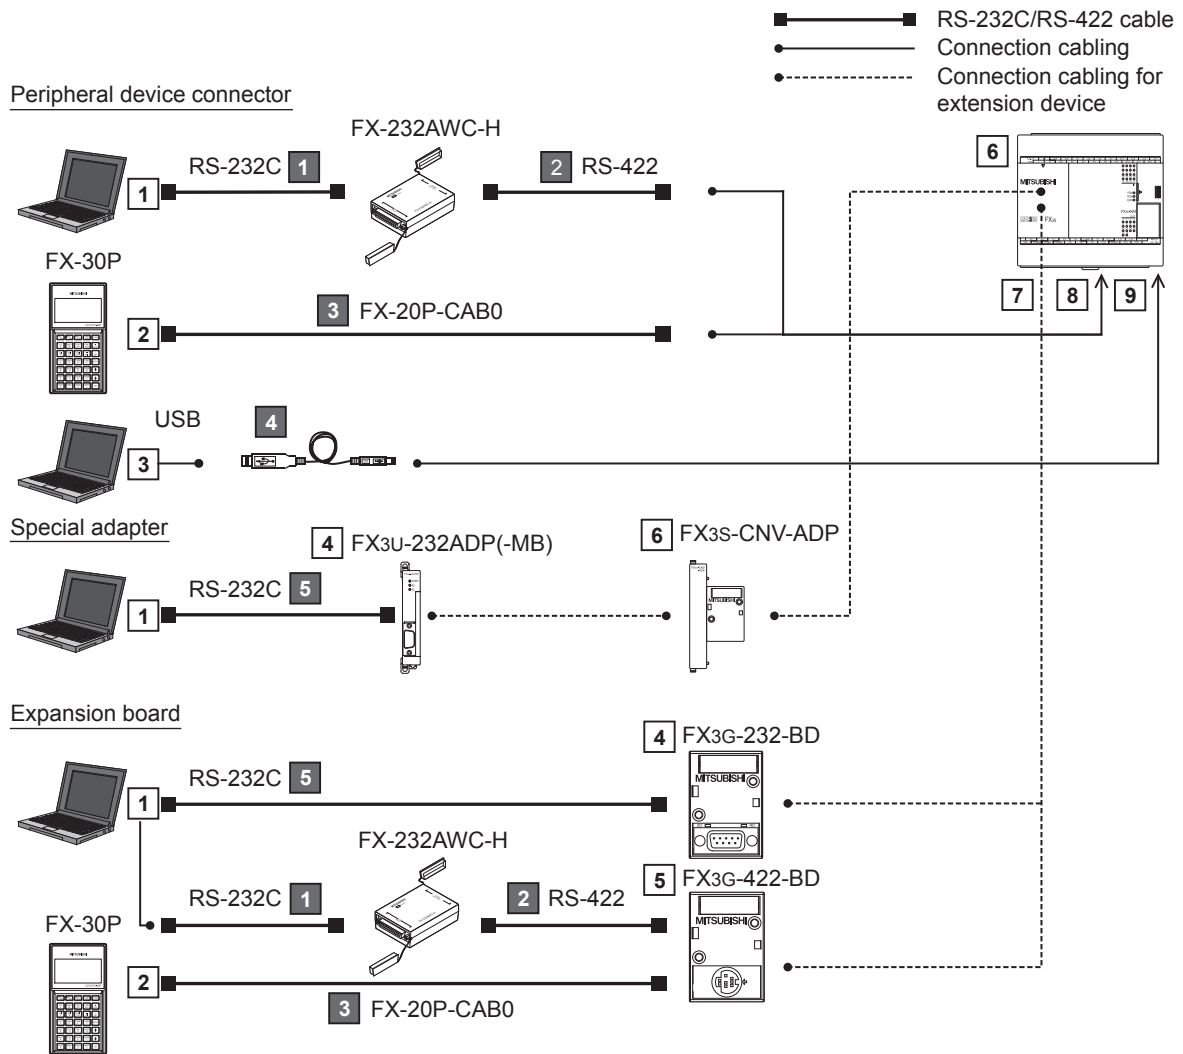 RS-232C/RS-422 cable
Connection cabling
Connection cabling for
extension device
Peripheral device connector
FX-232AWC-H
6
RS-232C 1
2 RS-422
1
MITSUBISHI
FX3S
FX-30P
3 FX-20P-CAB0
7 8 9
2
USB
4
3
Special adapter
4 FX3U-232ADP(-MB)
6 FX3S-CNV-ADP
RS-232C 5
MITSUBISHI
1
Expansion board
4 FX3G-232-BD
RS-232C 5
MITSUBISHI
1
FX-232AWC-H
5 FX3G-422-BD
RS-232C 1
2 RS-422
FX-30P
MITSUBISHI
2
3 FX-20P-CAB0